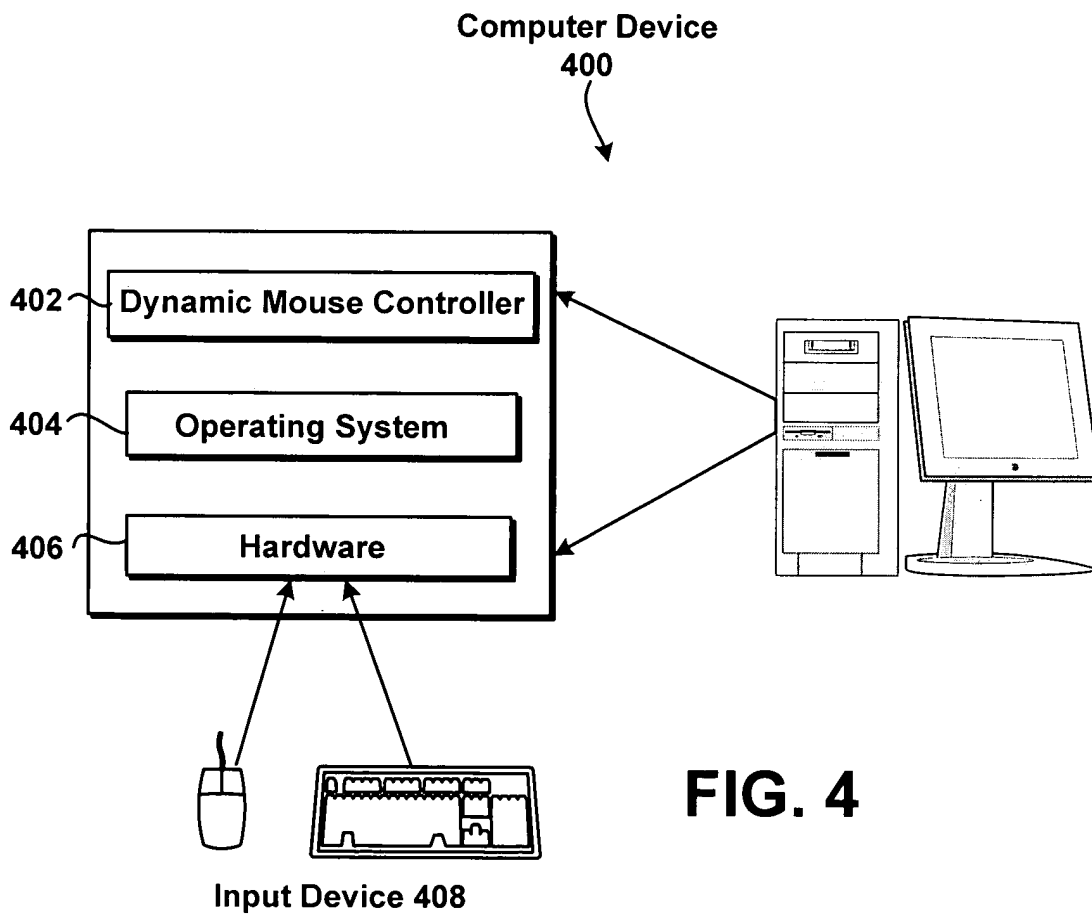 Computer Device
400
402
Dynamic Mouse Controller
404
Operating System
406
Hardware
FIG. 4
Input Device 408